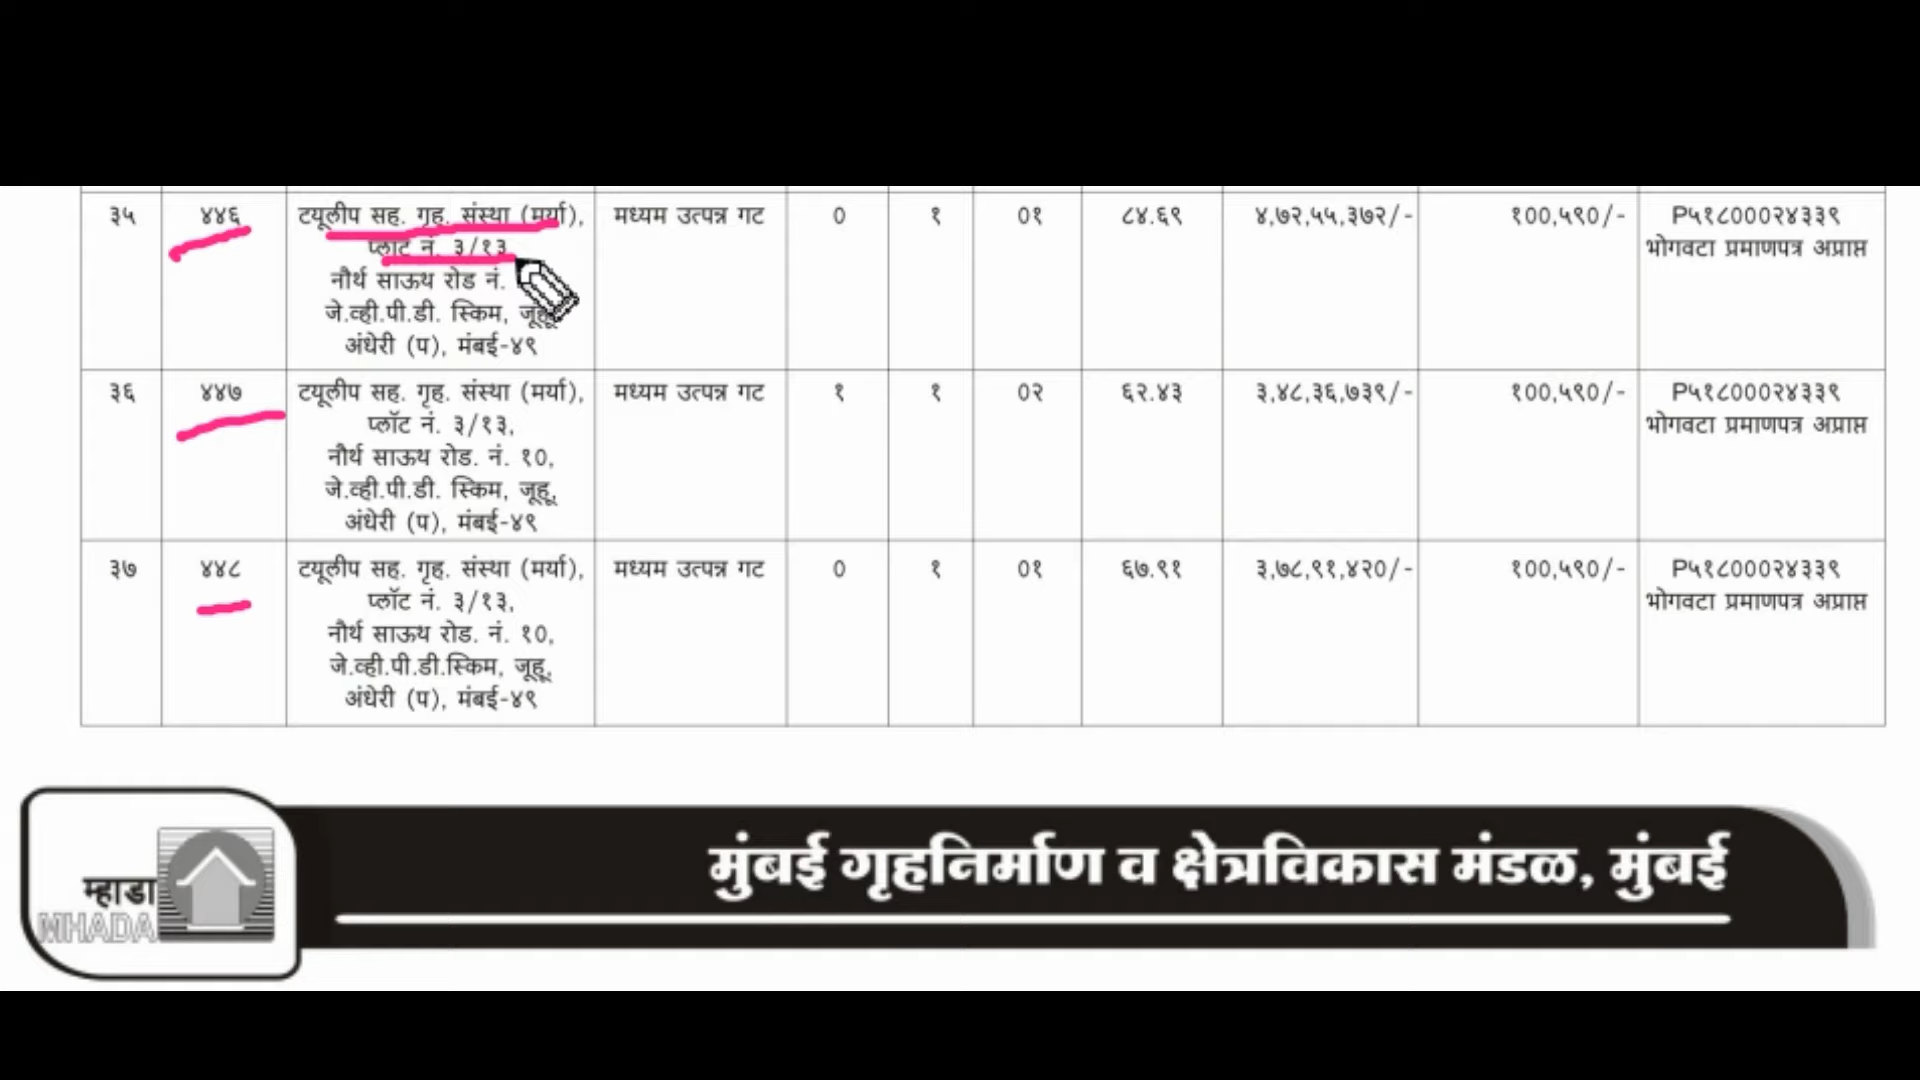 ३५ ४४६ टयूलीप सह. गृह. संस्था (मर्या), मध्यम उत्पन्न गट 0 १ 0१ ८४.६९ ४,७२,५५,३७२/- १००,५९०/- P५१८०००२४३३९
प्लॉट नं. ३/१३ भोगवटा प्रमाणपत्र अप्राप्त
नौर्थ साऊथ रोड नं.
जे.व्ही.पी.डी. स्किम, जूहू
अंधेरी (प), मंबई-४९
३६ ४४७ टयूलीप सह. गृह. संस्था (मर्या), मध्यम उत्पन्न गट १ १ 0२ ६२.४३ ३,४८,३६,७३९/- १००,५९०/- P५१८०००२४३३९
प्लॉट नं. ३/१३, भोगवटा प्रमाणपत्र अप्राप्त
नौर्थ साऊथ रोड. नं. १०,
जे.व्ही.पी.डी. स्किम, जूहू,
अंधेरी (प), मंबई-४९
३७ ४४८ टयूलीप सह. गृह. संस्था (मर्या), मध्यम उत्पन्न गट 0 १ 0१ ६७.९१ ३,७८,९१,४२०/- १००,५९०/- P५१८०००२४३३९
प्लॉट नं. ३/१३, भोगवटा प्रमाणपत्र अप्राप्त
नौर्थ साऊथ रोड. नं. १०,
जे.व्ही.पी.डी.स्किम, जूहू,
अंधेरी (प), मंबई-४९
मुंबई गृहनिर्माण व क्षेत्रविकास मंडळ, मुंबई
म्हाडा
MHADA